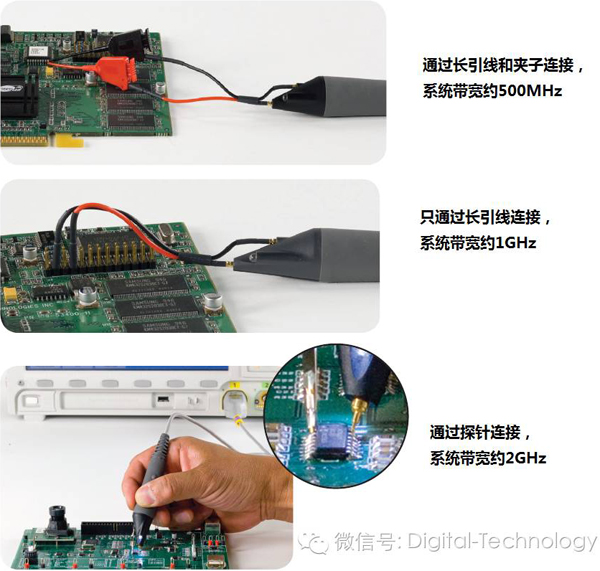 通过长引线和夹子连接，
系统带宽约500MHz
只通过长引线连接，
系统带宽约1GHz
通过探针连接，
系统带宽约2GHz
微信号: Digital-Technology